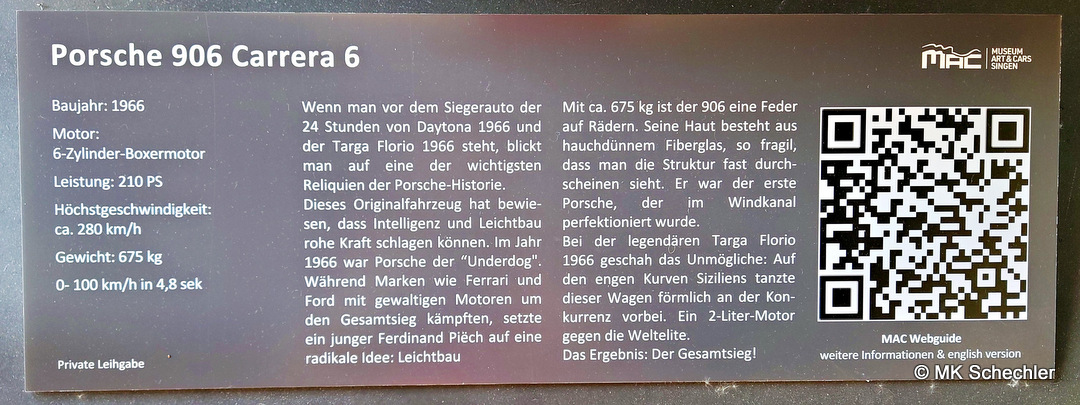 Porsche 906 Carrera 6
MAC
MUSEUM
ART & CARS
SINGEN
Baujahr: 1966
Motor:
6-Zylinder-Boxermotor
Leistung: 210 PS
Höchstgeschwindigkeit:
ca. 280 km/h
Gewicht: 675 kg
0- 100 km/h in 4,8 sek
Private Leihgabe
Wenn man vor dem Siegerauto der
24 Stunden von Daytona 1966 und
der Targa Florio 1966 steht, blickt
man auf eine der wichtigsten
Reliquien der Porsche-Historie.
Dieses Originalfahrzeug hat bewie-
sen, dass Intelligenz und Leichtbau
rohe Kraft schlagen können. Im Jahr
1966 war Porsche der “Underdog".
Während Marken wie Ferrari und
Ford mit gewaltigen Motoren um
den Gesamtsieg kämpften, setzte
ein junger Ferdinand Piëch auf eine
radikale Idee: Leichtbau
Mit ca. 675 kg ist der 906 eine Feder
auf Rädern. Seine Haut besteht aus
hauchdünnem Fiberglas, so fragil,
dass man die Struktur fast durch-
scheinen sieht. Er war der erste
Porsche, der im Windkanal
perfektioniert wurde.
Bei der legendären Targa Florio
1966 geschah das Unmögliche: Auf
den engen Kurven Siziliens tanzte
dieser Wagen förmlich an der Kon-
kurrenz vorbei. Ein 2-Liter-Motor
gegen die Weltelite.
Das Ergebnis: Der Gesamtsieg!
MAC Webguide
weitere Informationen & english version
© MK Schechler